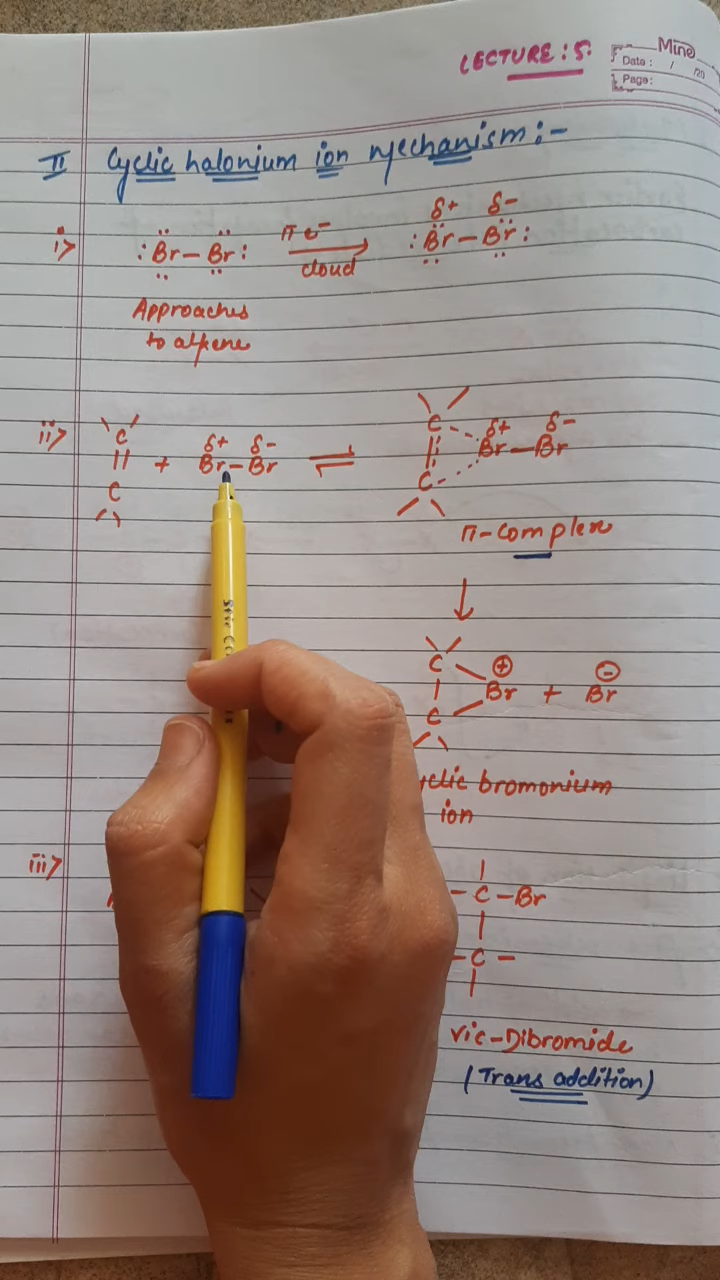 LECTURE : 5.
Mine
Date : / /20
Page:
II Cyclic halonium ion mechanism :-
δ+ δ-
i> :Br–Br: π e⁻ cloud → :Br–Br:
Approaches
to alkene
ii> C = C + δ+ Br–Br δ- ⇌ C = C δ+ Br–Br δ-
π-complex
↓
C – C Br ⊕ + Br ⊖
yclic bromonium
ion
iii> – C – Br
– C –
vic-Dibromide
(Trans addition)